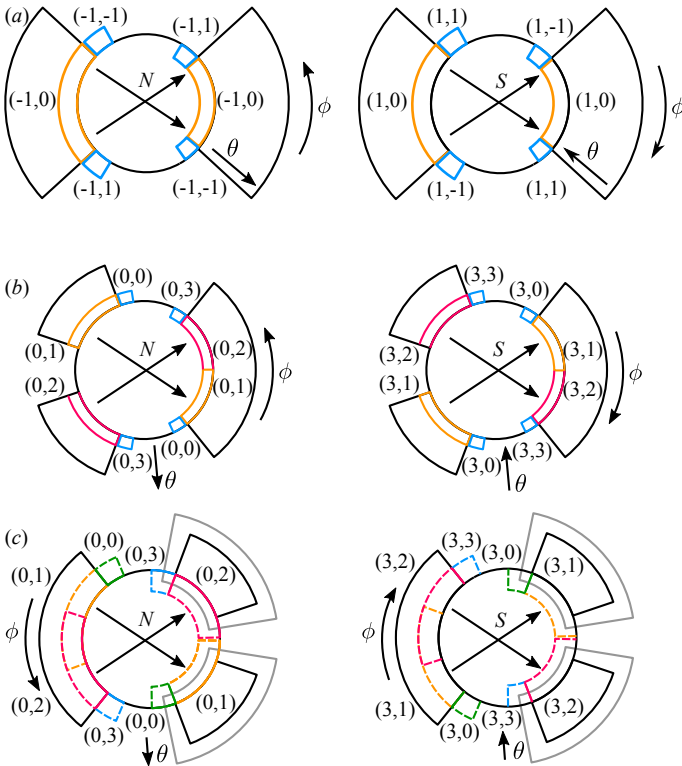 (a)
(-1,-1)
(-1,1)
(-1,0)
N
(-1,0)
ϕ
θ
(-1,1)
(-1,-1)
(1,1)
(1,-1)
(1,0)
S
(1,0)
ϕ
θ
(1,-1)
(1,1)
(b)
(0,0)
(0,3)
(0,1)
N
(0,2)
ϕ
(0,2)
(0,1)
(0,3)
(0,0)
θ
(3,3)
(3,0)
(3,2)
S
(3,1)
ϕ
(3,1)
(3,2)
(3,0)
(3,3)
θ
(c)
(0,0)
(0,3)
(0,1)
(0,2)
N
ϕ
(0,2)
(0,1)
(0,3)
(0,0)
θ
(3,3)
(3,0)
(3,2)
(3,1)
S
ϕ
(3,1)
(3,2)
(3,0)
(3,3)
θ